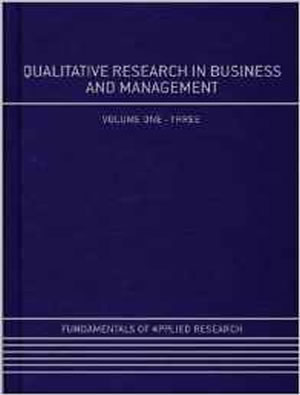 QUALITATIVE RESEARCH IN BUSINESS
AND MANAGEMENT
VOLUME ONE - THREE
FUNDAMENTALS OF APPLIED RESEARCH